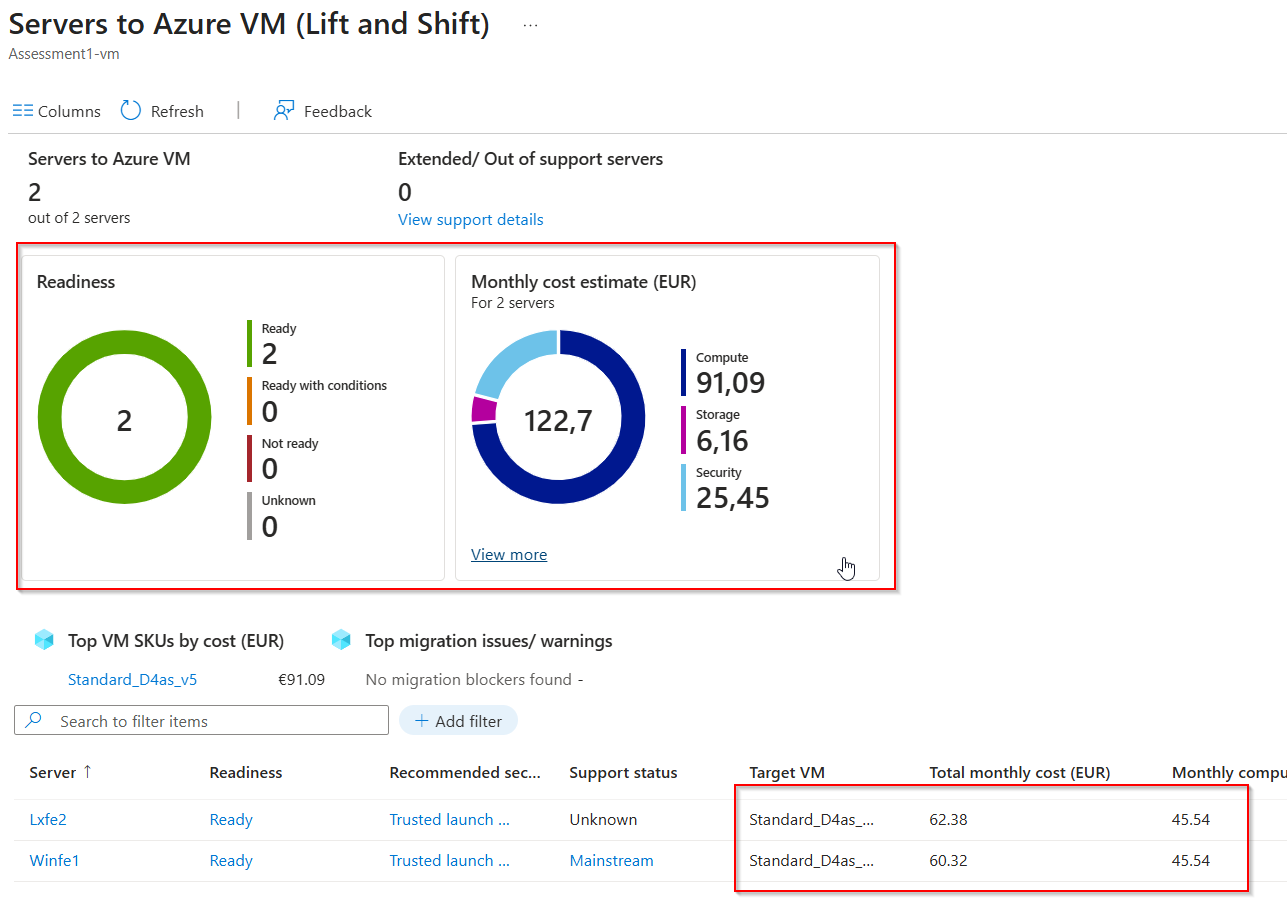 Servers to Azure VM (Lift and Shift) ...
Assessment1-vm
Columns Refresh | Feedback
Servers to Azure VM
2
out of 2 servers
Extended/ Out of support servers
0
View support details
Readiness
2
Ready
2
Ready with conditions
0
Not ready
0
Unknown
0
Monthly cost estimate (EUR)
For 2 servers
122,7
Compute
91,09
Storage
6,16
Security
25,45
View more
Top VM SKUs by cost (EUR)
Standard_D4as_v5 €91.09
Top migration issues/ warnings
No migration blockers found -
Search to filter items
+ Add filter
Server ↑ Readiness Recommended sec... Support status Target VM Total monthly cost (EUR) Monthly compu
Lxfe2 Ready Trusted launch ... Unknown Standard_D4as_... 62.38 45.54
Winfe1 Ready Trusted launch ... Mainstream Standard_D4as_... 60.32 45.54